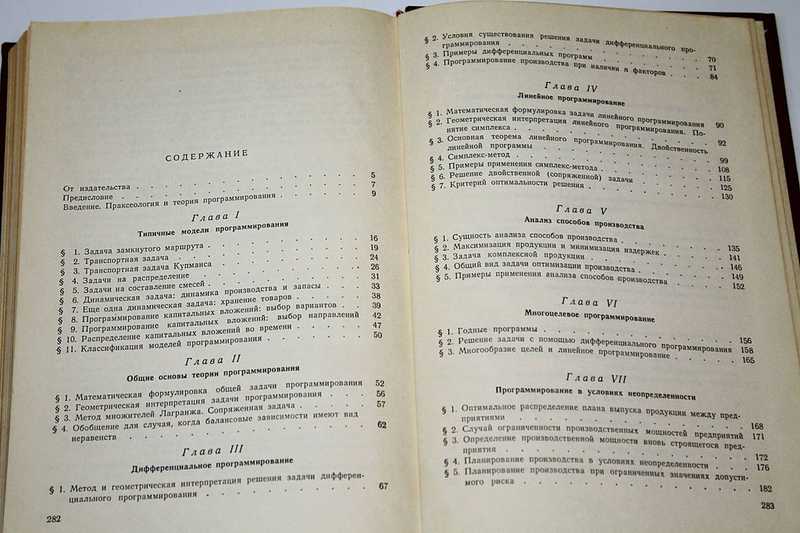 СОДЕРЖАНИЕ
От издательства . . . . . . . . . . . . . . 5
Предисловие . . . . . . . . . . . . . . 7
Введение. Праксеология и теория программирования . . . . . . 9
Глава I
Типичные модели программирования
§ 1. Задача замкнутого маршрута . . . . . . . . . . 16
§ 2. Транспортная задача . . . . . . . . . . . 19
§ 3. Транспортная задача Купманса . . . . . . . . . . 24
§ 4. Задачи на распределение . . . . . . . . . . 26
§ 5. Задачи на составление смесей . . . . . . . . . . 31
§ 6. Динамическая задача: динамика производства и запасы . . . 33
§ 7. Еще одна динамическая задача: хранение товаров . . . . . 38
§ 8. Программирование капитальных вложений: выбор вариантов . . 39
§ 9. Программирование капитальных вложений: выбор направлений 42
§ 10. Распределение капитальных вложений во времени . . . . . 47
§ 11. Классификация моделей программирования . . . . . . . 50
Глава II
Общие основы теории программирования
§ 1. Математическая формулировка общей задачи программирования 52
§ 2. Геометрическая интерпретация задачи программирования . . . 56
§ 3. Метод множителей Лагранжа. Сопряженная задача . . . . . 57
§ 4. Обобщение для случая, когда балансовые зависимости имеют вид
неравенств . . . . . . . . . . . . . . 62
Глава III
Дифференциальное программирование
§ 1. Метод и геометрическая интерпретация решения задачи дифферен-
циального программирования . . . . . . . . . . 67
282
§ 2. Условия существования решения задачи дифференциального про-
граммирования . . . . . . . . . . . . . 70
§ 3. Примеры дифференциальных программ . . . . . . . . 71
§ 4. Программирование производства при наличии n факторов . . . . 84
Глава IV
Линейное программирование
§ 1. Математическая формулировка задачи линейного программирования 90
§ 2. Геометрическая интерпретация линейного программирования. По-
нятие симплекса . . . . . . . . . . . . . 92
§ 3. Основная теорема линейного программирования. Двойственность
линейной программы . . . . . . . . . . . . 99
§ 4. Симплекс-метод . . . . . . . . . . . . . 108
§ 5. Примеры применения симплекс-метода . . . . . . . . 115
§ 6. Решение двойственной (сопряженной) задачи . . . . . . 125
§ 7. Критерий оптимальности решения . . . . . . . . . 130
Глава V
Анализ способов производства
§ 1. Сущность анализа способов производства . . . . . . . 135
§ 2. Максимизация продукции и минимизация издержек . . . . . 141
§ 3. Задача комплексной продукции . . . . . . . . . . 146
§ 4. Общий вид задачи оптимизации производства . . . . . . 149
§ 5. Примеры применения анализа способов производства . . . . . 152
Глава VI
Многоцелевое программирование
§ 1. Годные программы . . . . . . . . . . . . 156
§ 2. Решение задачи с помощью дифференциального программирования 158
§ 3. Многообразие целей и линейное программирование . . . . . 165
Глава VII
Программирование в условиях неопределенности
§ 1. Оптимальное распределение плана выпуска продукции между пред-
приятиями . . . . . . . . . . . . . . 168
§ 2. Случай ограниченности производственных мощностей предприятий 171
§ 3. Определение производственной мощности вновь строящегося пред-
приятия . . . . . . . . . . . . . . . 172
§ 4. Планирование производства в условиях неопределенности . . . 176
§ 5. Планирование производства при ограниченных значениях допусти-
мого риска . . . . . . . . . . . . . . 182
283